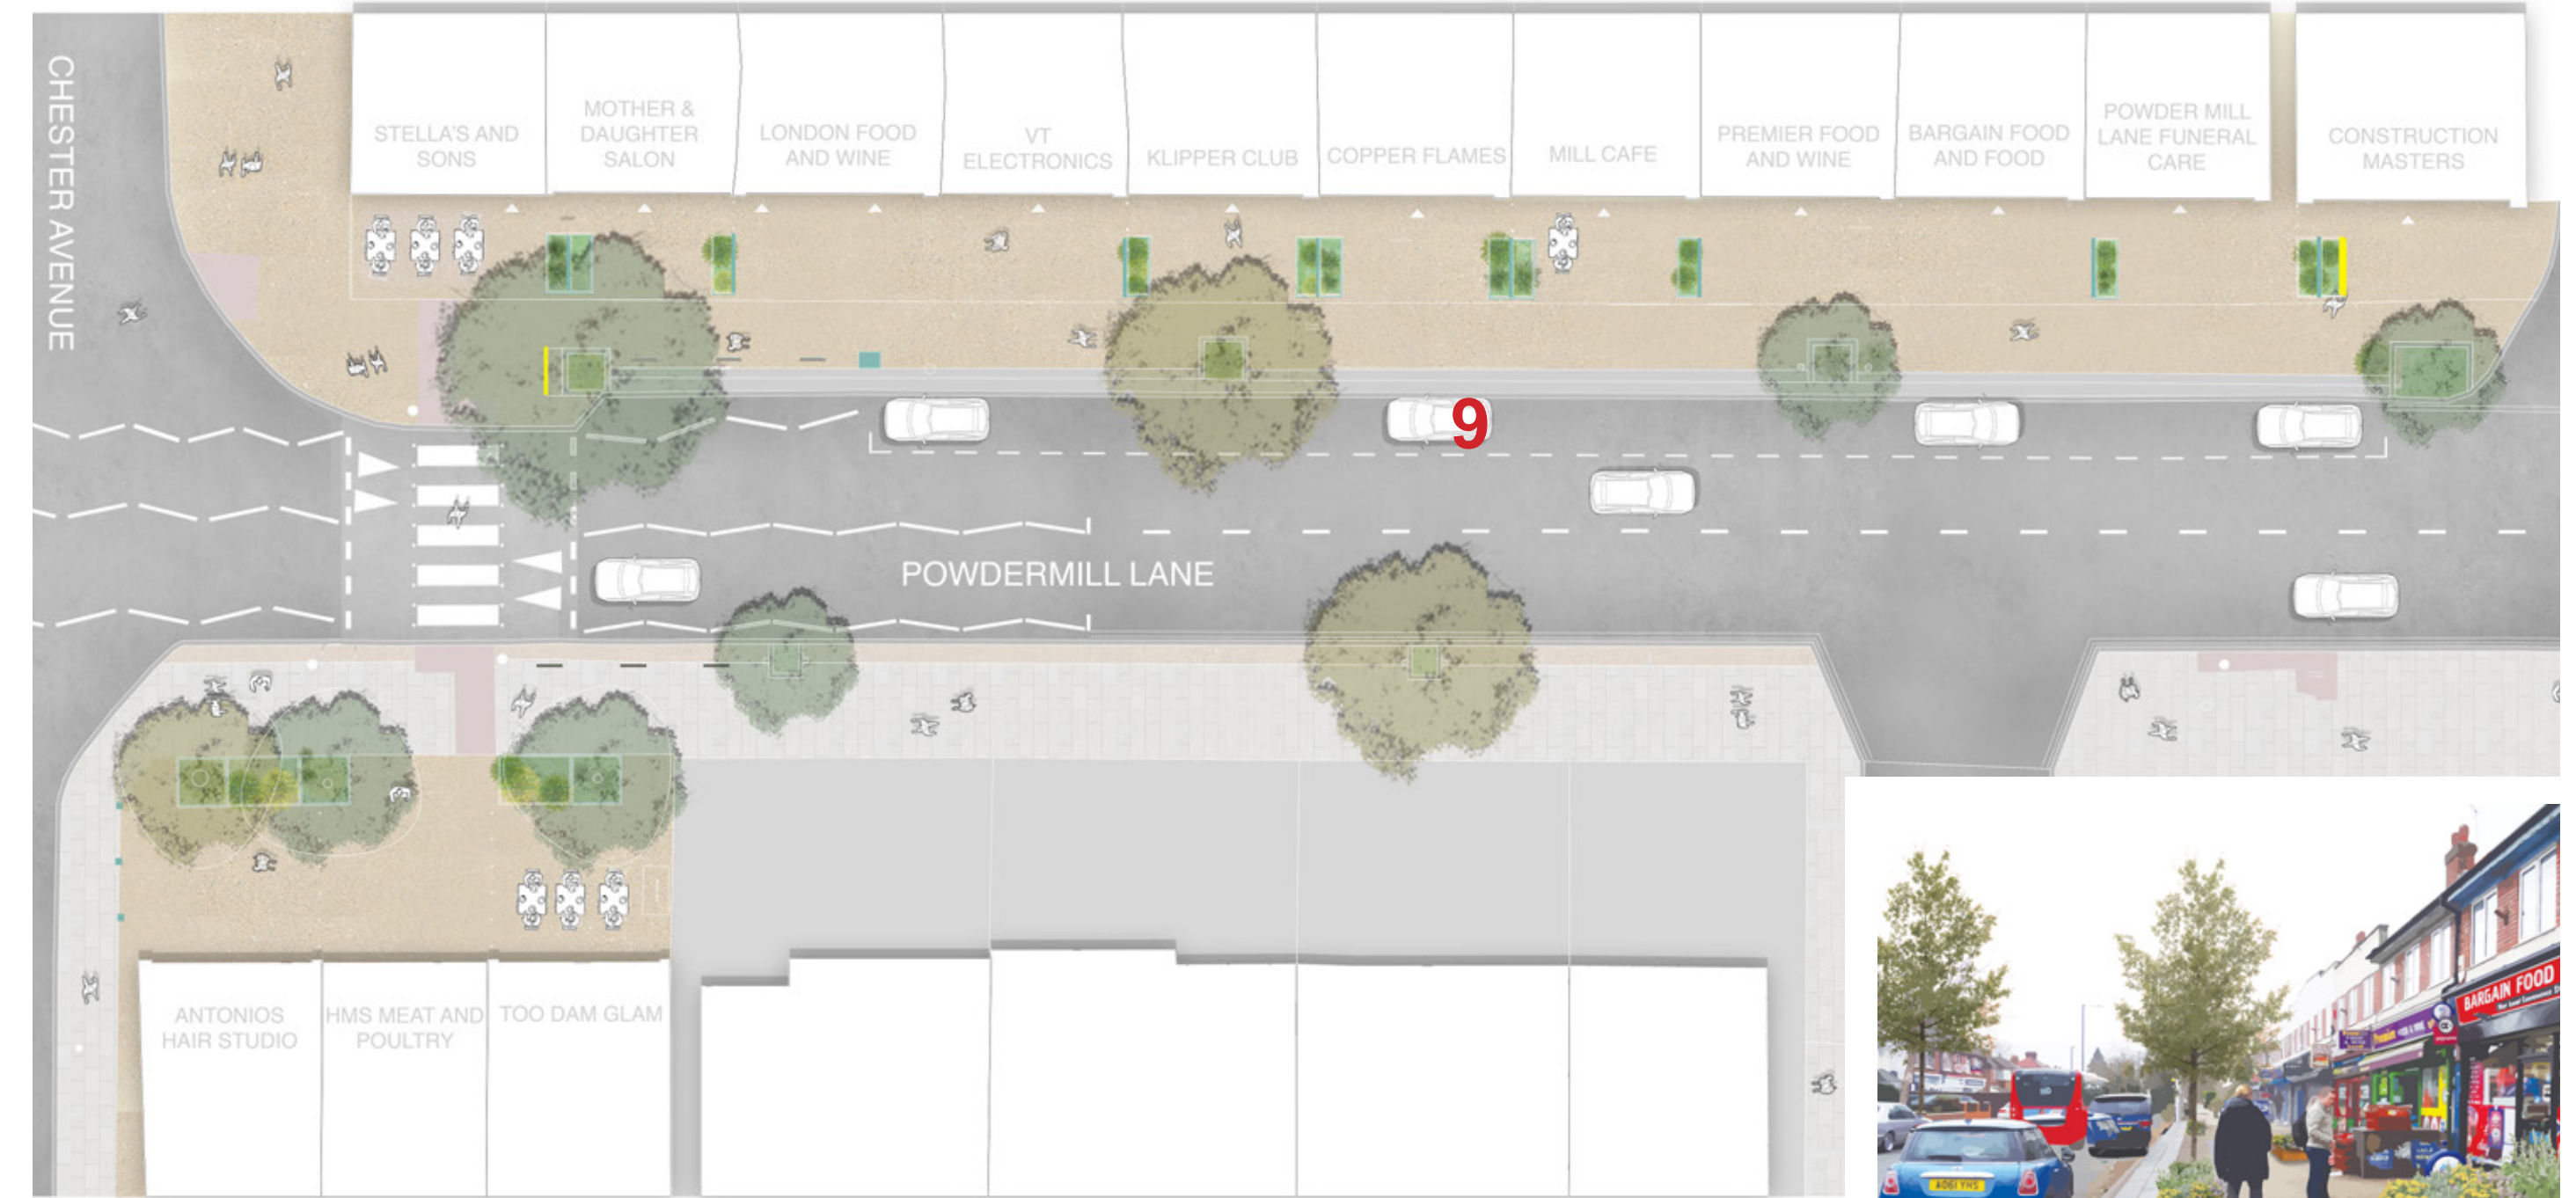 CHESTER AVENUE
STELLA'S AND
SONS
MOTHER &
DAUGHTER
SALON
LONDON FOOD
AND WINE
VT
ELECTRONICS
KLIPPER CLUB
COPPER FLAMES
MILL CAFE
PREMIER FOOD
AND WINE
BARGAIN FOOD
AND FOOD
POWDER MILL
LANE FUNERAL
CARE
CONSTRUCTION
MASTERS
9
POWDERMILL LANE
ANTONIOS
HAIR STUDIO
HMS MEAT AND
POULTRY
TOO DAM GLAM
BARGAIN FOOD
AO61 YHS